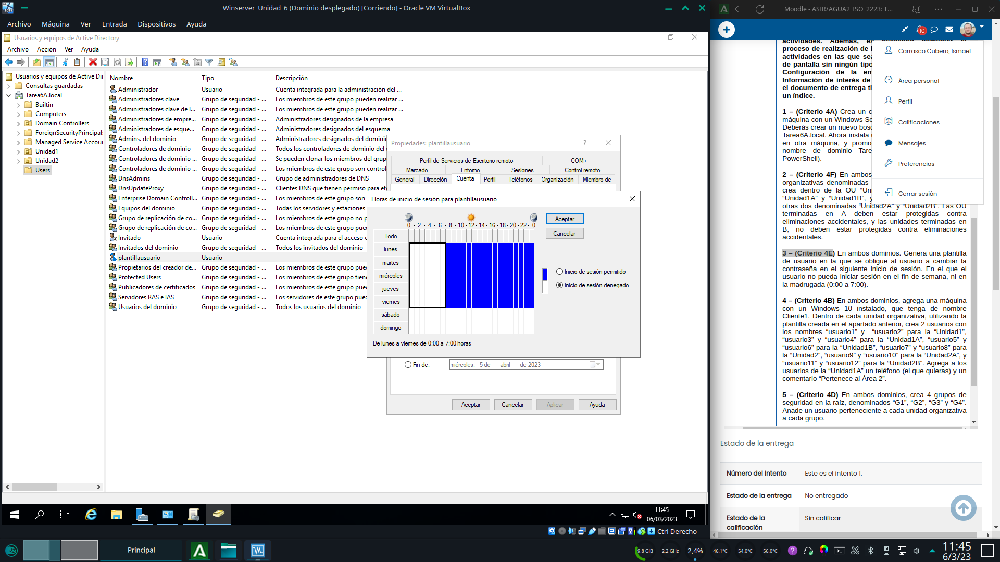 Winserver_Unidad_6 (Dominio desplegado) [Corriendo] - Oracle VM VirtualBox
Archivo Máquina Ver Entrada Dispositivos Ayuda
Usuarios y equipos de Active Directory
Archivo Acción Ver Ayuda
Usuarios y equipos de Active Dir
Consultas guardadas
Tarea6A.local
Builtin
Computers
Domain Controllers
ForeignSecurityPrincipals
Managed Service Accour
Unidad1
Unidad2
Users
Nombre Tipo Descripción
Administrador Usuario Cuenta integrada para la administración del ...
Administradores clave Grupo de seguridad - ... Los miembros de este grupo pueden realizar ...
Administradores clave de l... Grupo de seguridad - ... Los miembros de este grupo pueden realizar ...
Administradores de empre... Grupo de seguridad - ... Administradores designados de la empresa
Administradores de esque... Grupo de seguridad - ... Administradores designados del esquema
Admins. del dominio Grupo de seguridad - ... Administradores designados del dominio
Controladores de dominio Grupo de seguridad - ... Todos los controladores de dominio del
Controladores de dominio ... Grupo de seguridad - ... Se pueden clonar los miembros del grup
Controladores de dominio ... Grupo de seguridad - ... Los miembros de este grupo son control
DnsAdmins Grupo de seguridad - ... Grupo de administradores de DNS
DnsUpdateProxy Grupo de seguridad - ... Clientes DNS que tienen permiso para efe
Enterprise Domain Controll... Grupo de seguridad - ... Los miembros de este grupo son
Equipos del dominio Grupo de seguridad - ... Todas los servidores y estaciones
Grupo de replicación de co... Grupo de seguridad - ... Los miembros de este grupo no p
Grupo de replicación de co... Grupo de seguridad - ... Los miembros de este grupo pued
Invitado Usuario Cuenta integrada para el acceso c
Invitados del dominio Grupo de seguridad - ... Todos los invitados del dominio
plantillausuario Usuario
Propietarios del creador de... Grupo de seguridad - ... Los miembros de este grupo pued
Protected Users Grupo de seguridad - ... Los miembros de este grupo tiene
Publicadores de certificados Grupo de seguridad - ... Los miembros de este grupo pued
Servidores RAS e IAS Grupo de seguridad - ... Los servidores de este grupo pued
Usuarios del dominio Grupo de seguridad - ... Todos los usuarios del dominio
Propiedades: plantillausuario ?
Perfil de Servicios de Escritorio remoto COM+
Marcado Entorno Sesiones Control remoto
General Dirección Cuenta Perfil Teléfonos Organización Miembro de
Horas de inicio de sesión para plantillausuario
0 · 2 · 4 · 6 · 8 · 10 · 12 · 14 · 16 · 18 · 20 · 22 · 0
Todo
lunes
martes
miércoles
jueves
viernes
sábado
domingo
Aceptar
Cancelar
Inicio de sesión permitido
Inicio de sesión denegado
De lunes a viernes de 0:00 a 7:00 horas
Fin de: miércoles, 5 de abril de 2023
Aceptar Cancelar Aplicar Ayuda
11:45
06/03/2023
Ctrl Derecho
Moodle - ASIR/AGUA2_ISO_2223: T...
10
Carrasco Cubero, Ismael
Área personal
Perfil
Calificaciones
Mensajes
Preferencias
Cerrar sesión
actividades. Además, es
proceso de realización de l
actividades en las que sea
de pantalla sin ningún tipo
Configuración de la en
Información de interés de
el documento de entrega ti
un índice.
1 – (Criterio 4A) Crea un c
máquina con un Windows Se
Deberás crear un nuevo bosq
Tarea6A.local. Ahora instala
en otra máquina, y promo
nombre de dominio Tare
PowerShell).
2 – (Criterio 4F) En ambos
organizativas denominadas
crea dentro de la OU “Un
“Unidad1A” y “Unidad1B”, y
otras dos denominadas “Unidad2A” y “Unidad2B”. Las OU
terminadas en A deben estar protegidas contra
eliminaciones accidentales, y las unidades terminadas en
B, no deben estar protegidas contra eliminaciones
accidentales.
3 – (Criterio 4E) En ambos dominios. Genera una plantilla
de usuario en la que se obligue al usuario a cambiar la
contraseña en el siguiente inicio de sesión. En el que el
usuario no pueda iniciar sesión en el fin de semana, ni en
la madrugada (0:00 a 7:00).
4 – (Criterio 4B) En ambos dominios, agrega una máquina
con un Windows 10 instalado, que tenga de nombre
Cliente1. Dentro de cada unidad organizativa, utilizando la
plantilla creada en el apartado anterior, crea 2 usuarios con
los nombres “usuario1” y “usuario2” para la “Unidad1”,
“usuario3” y “usuario4” para la “Unidad1A”, “usuario5” y
“usuario6” para la “Unidad1B”, “usuario7” y “usuario8” para
la “Unidad2”, “usuario9” y “usuario10” para la “Unidad2A”, y
“usuario11” y “usuario12” para la “Unidad2B”. Agrega a los
usuarios de la “Unidad1A” un teléfono (el que quieras) y un
comentario “Pertenece al Área 2”.
5 – (Criterio 4D) En ambos dominios, crea 4 grupos de
seguridad en la raíz, denominados “G1”, “G2”, “G3” y “G4”.
Añade un usuario perteneciente a cada unidad organizativa
a cada grupo.
Estado de la entrega
Número del intento Este es el intento 1.
Estado de la entrega No entregado
Estado de la calificación Sin calificar
Principal
9,8 GiB 2,2 GHz 2,4% 46,1°C 54,0°C 56,0°C
11:45
6/3/23